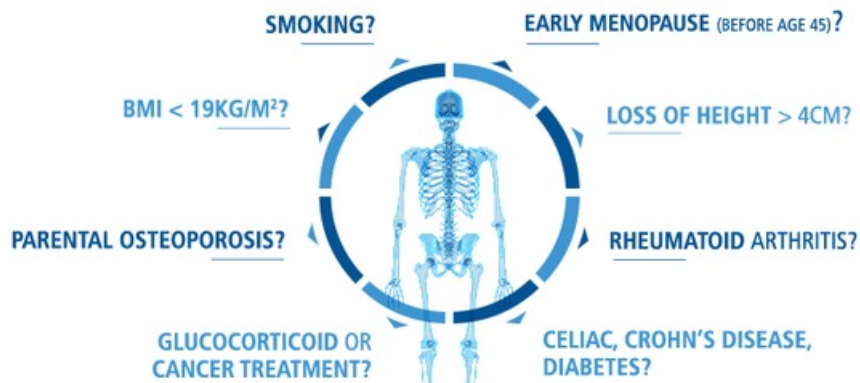 SMOKING?
EARLY MENOPAUSE (BEFORE AGE 45)?
BMI < 19KG/M²?
LOSS OF HEIGHT > 4CM?
PARENTAL OSTEOPOROSIS?
RHEUMATOID ARTHRITIS?
GLUCOCORTICOID OR
CANCER TREATMENT?
CELIAC, CROHN'S DISEASE,
DIABETES?